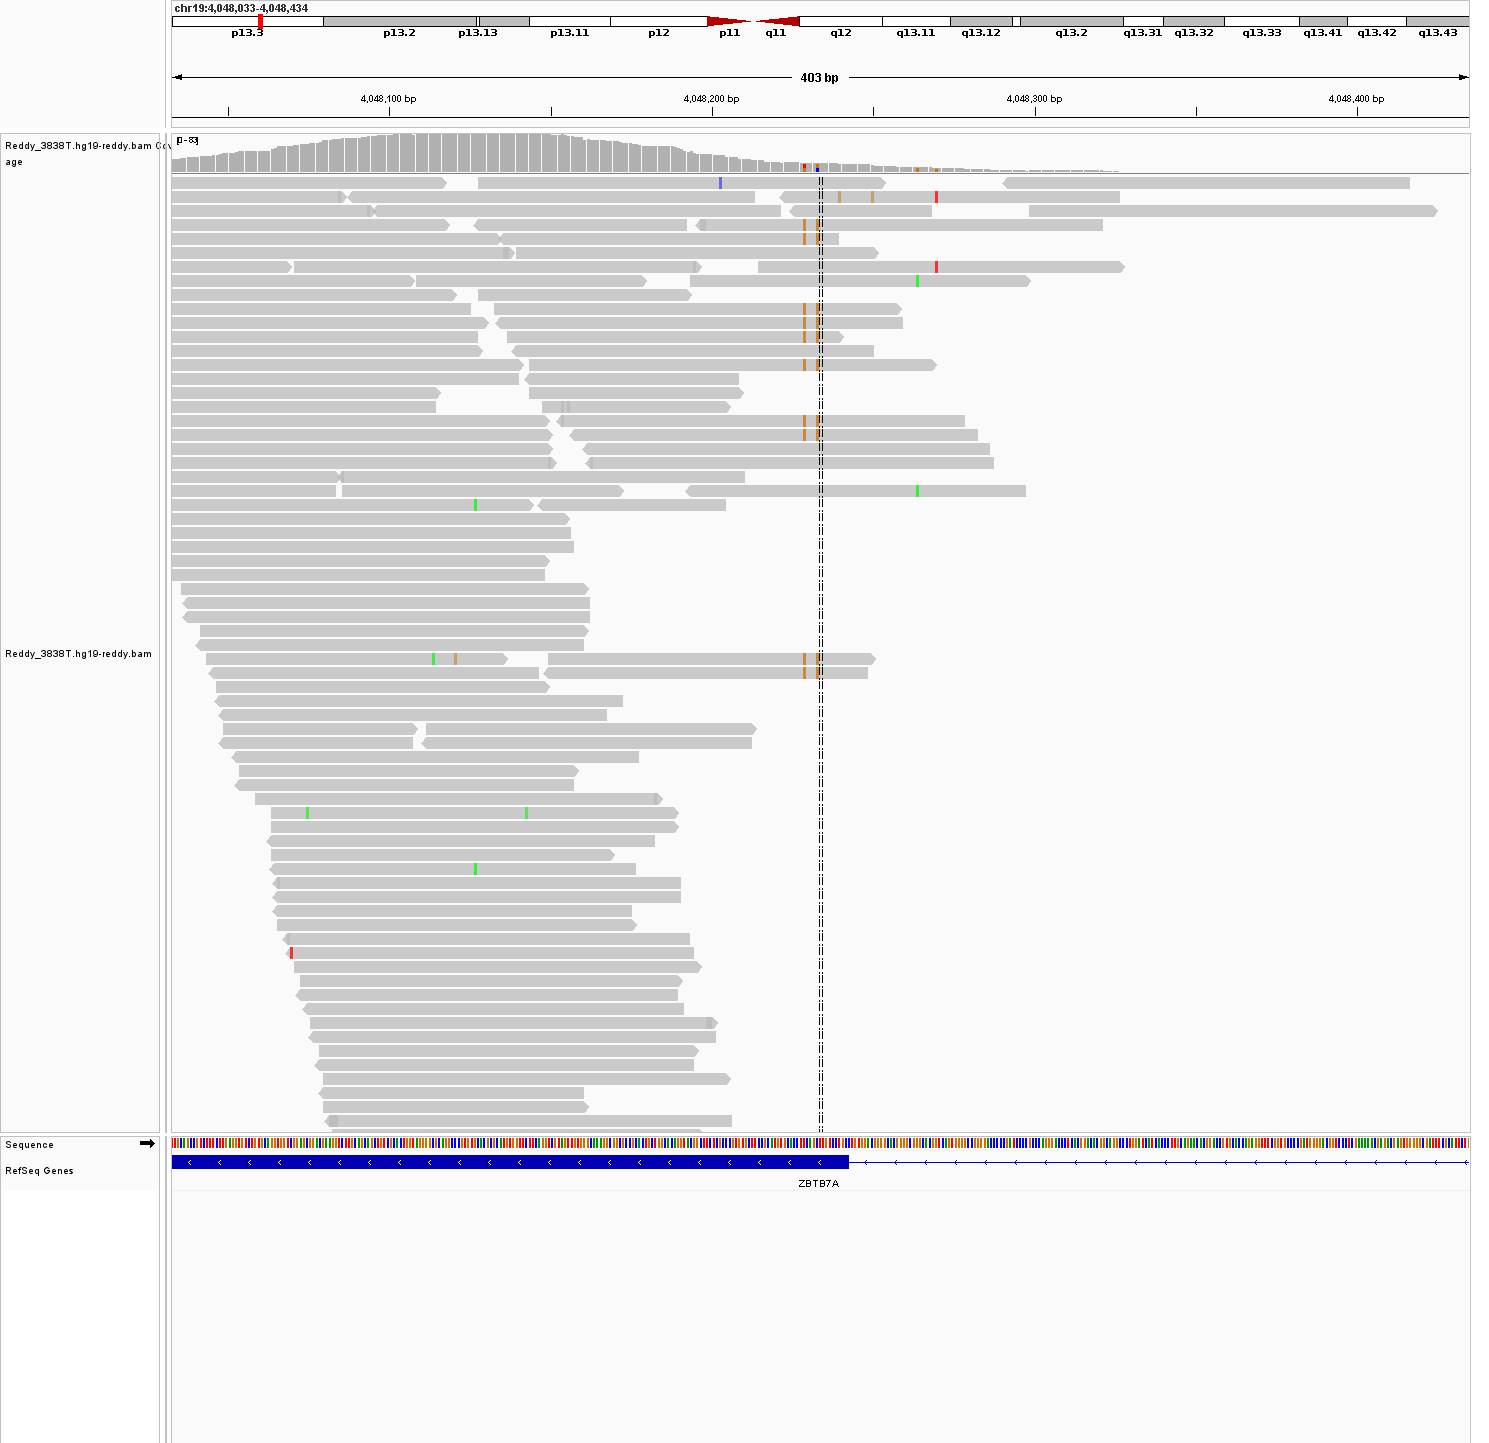 chr19:4,048,033-4,048,434
p13.3 p13.2 p13.13 p13.11 p12 p11 q11 q12 q13.11 q13.12 q13.2 q13.31 q13.32 q13.33 q13.41 q13.42 q13.43
403 bp
4,048,100 bp 4,048,200 bp 4,048,300 bp 4,048,400 bp
Reddy_3838T.hg19-reddy.bam Cov
age
[0 - 83]
Reddy_3838T.hg19-reddy.bam
Sequence
RefSeq Genes
ZBTB7A